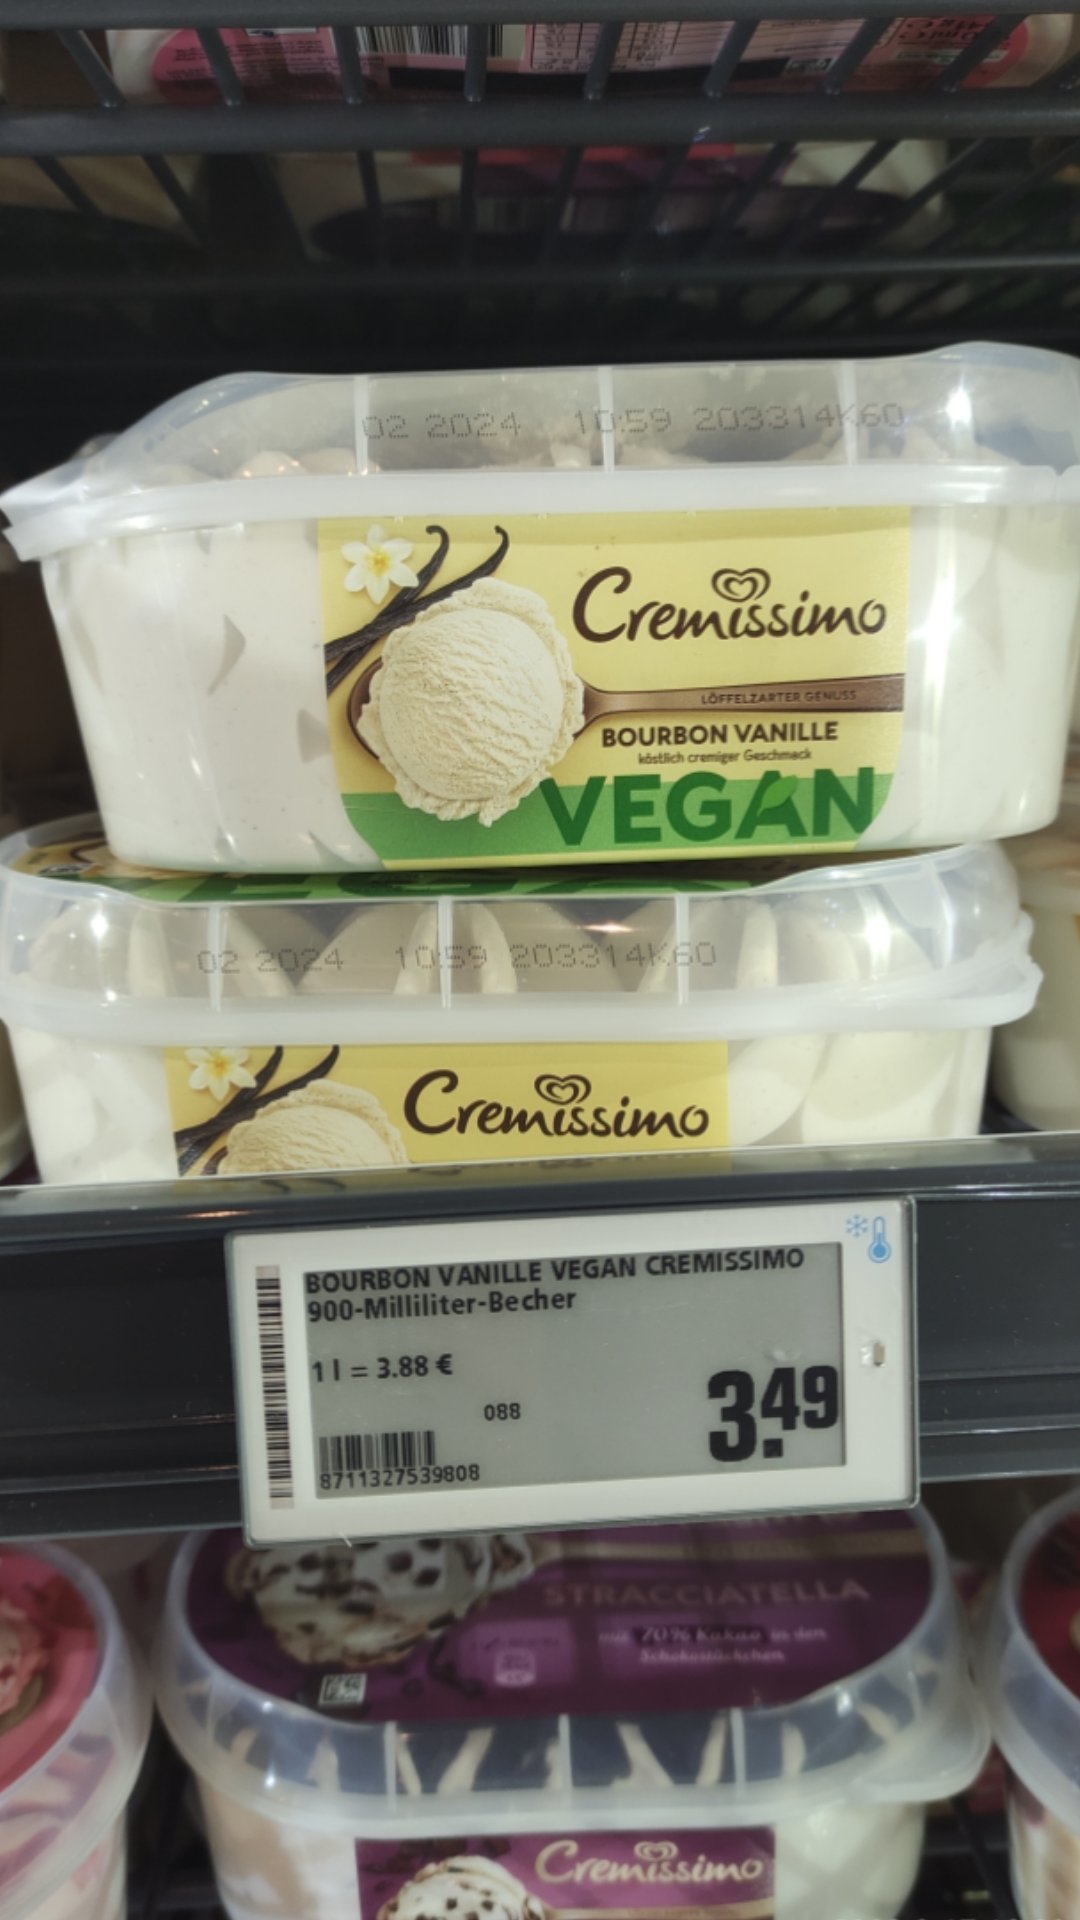 02 2024 10:59 203314K60
Cremissimo
LÖFFELZARTER GENUSS
BOURBON VANILLE
köstlich cremiger Geschmack
VEGAN
02 2024 10:59 203314K60
Cremissimo
BOURBON VANILLE VEGAN CREMISSIMO
900-Milliliter-Becher
1 l = 3.88 €
088
3.49
8711327539808
STRACCIATELLA
mit 70% Kakao in den
Schokostückchen
Cremissimo